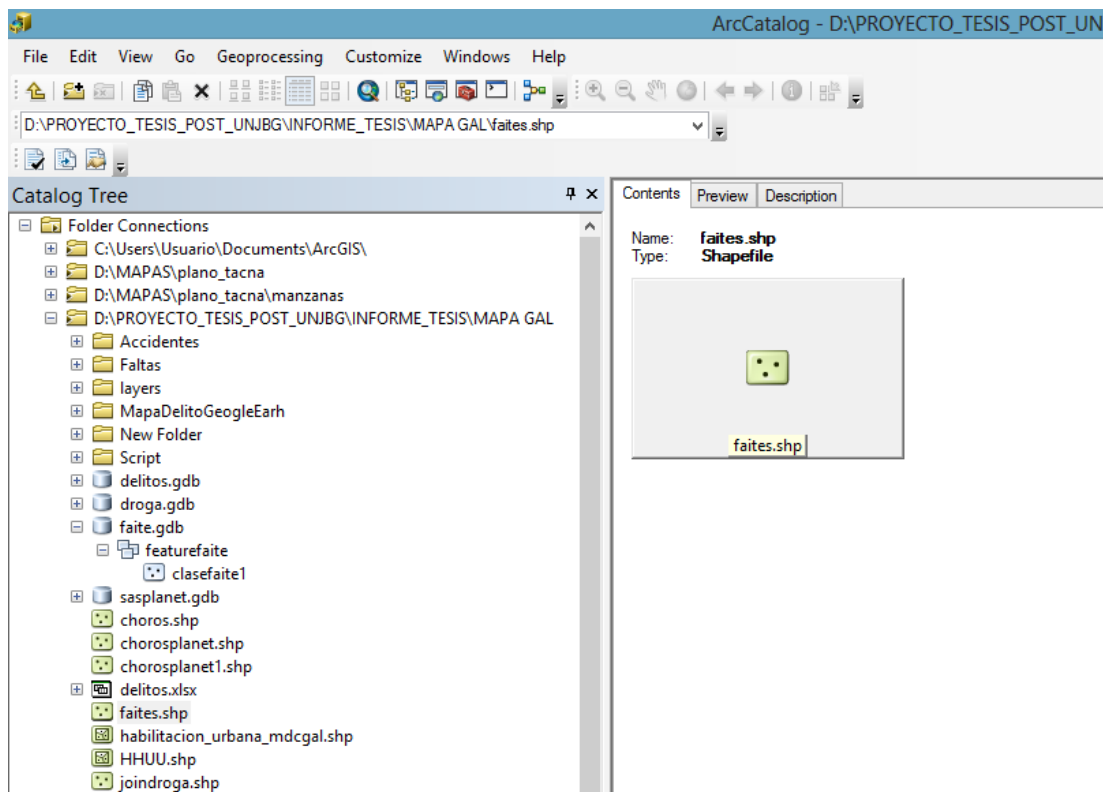 ArcCatalog - D:\PROYECTO_TESIS_POST_UN
File Edit View Go Geoprocessing Customize Windows Help
D:\PROYECTO_TESIS_POST_UNJBG\INFORME_TESIS\MAPA GAL\faites.shp
Catalog Tree
Folder Connections
C:\Users\Usuario\Documents\ArcGIS\
D:\MAPAS\plano_tacna
D:\MAPAS\plano_tacna\manzanas
D:\PROYECTO_TESIS_POST_UNJBG\INFORME_TESIS\MAPA GAL
Accidentes
Faltas
layers
MapaDelitoGeogleEarh
New Folder
Script
delitos.gdb
droga.gdb
faite.gdb
featurefaite
clasefaite1
sasplanet.gdb
choros.shp
chorosplanet.shp
chorosplanet1.shp
delitos.xlsx
faites.shp
habilitacion_urbana_mdcgal.shp
HHUU.shp
joindroga.shp
Contents Preview Description
Name: faites.shp
Type: Shapefile
faites.shp